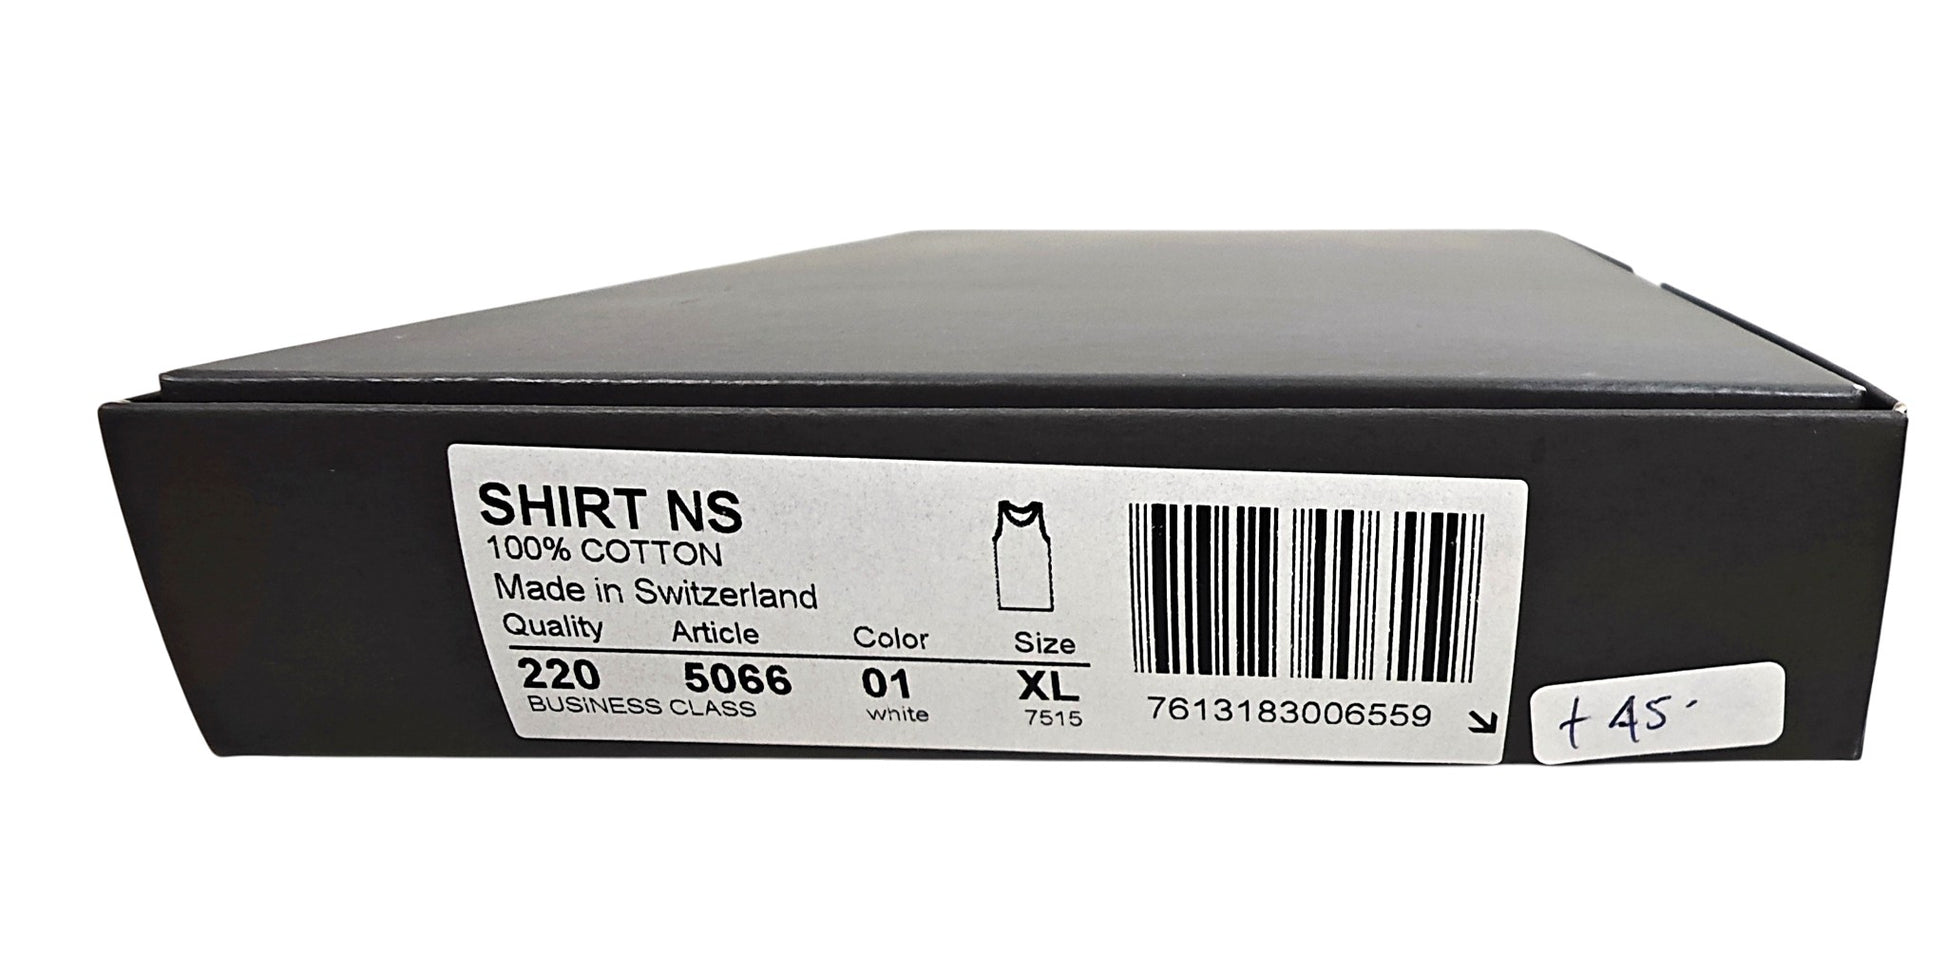 SHIRT NS
100% COTTON
Made in Switzerland
Quality Article Color Size
220 5066 01 XL
BUSINESS CLASS white 7515
7613183006559
+ 45.-